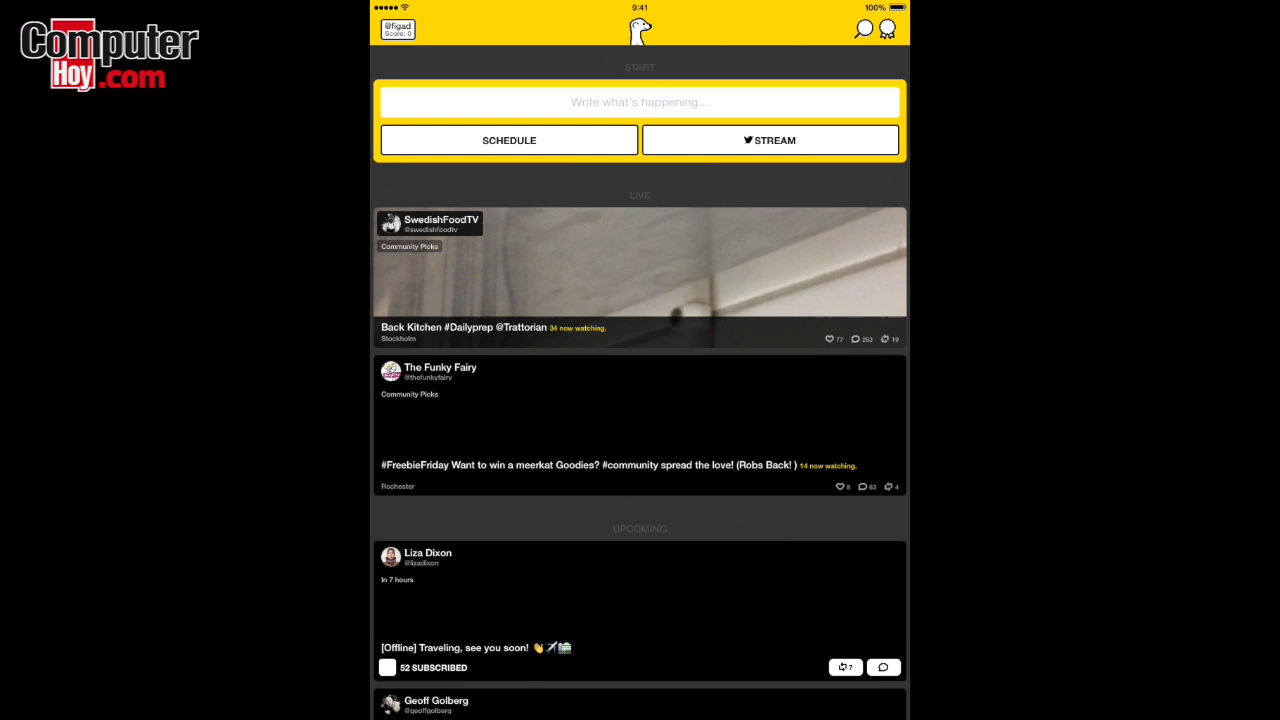 Computer
Hoy.com
9:41
100%
@figad
Score: 0
START
Write what's happening...
SCHEDULE
STREAM
LIVE
SwedishFoodTV
@swedishfoodtv
Community Picks
Back Kitchen #Dailyprep @Trattorian 34 now watching.
Stockholm
77 283 19
The Funky Fairy
@thefunkyfairy
Community Picks
#FreebieFriday Want to win a meerkat Goodies? #community spread the love! (Robs Back! ) 14 now watching.
Rochester
8 63 4
UPCOMING
Liza Dixon
@lizadixon
In 7 hours
[Offline] Traveling, see you soon! 👋✈️🚟
52 SUBSCRIBED
7
Geoff Golberg
@geoffgolberg